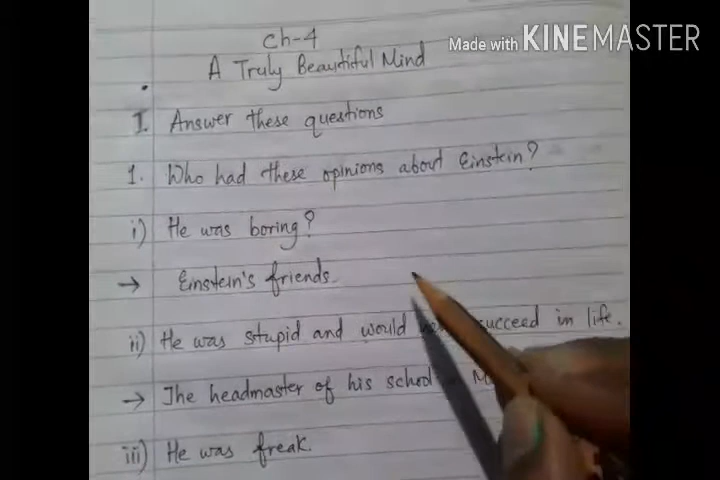 Made with KINEMASTER
Ch-4
A Truly Beautiful Mind
I. Answer these questions
1. Who had these opinions about Einstein?
i) He was boring?
→ Einstein's friends.
ii) He was stupid and would succeed in life.
→ The headmaster of his school
iii) He was freak.